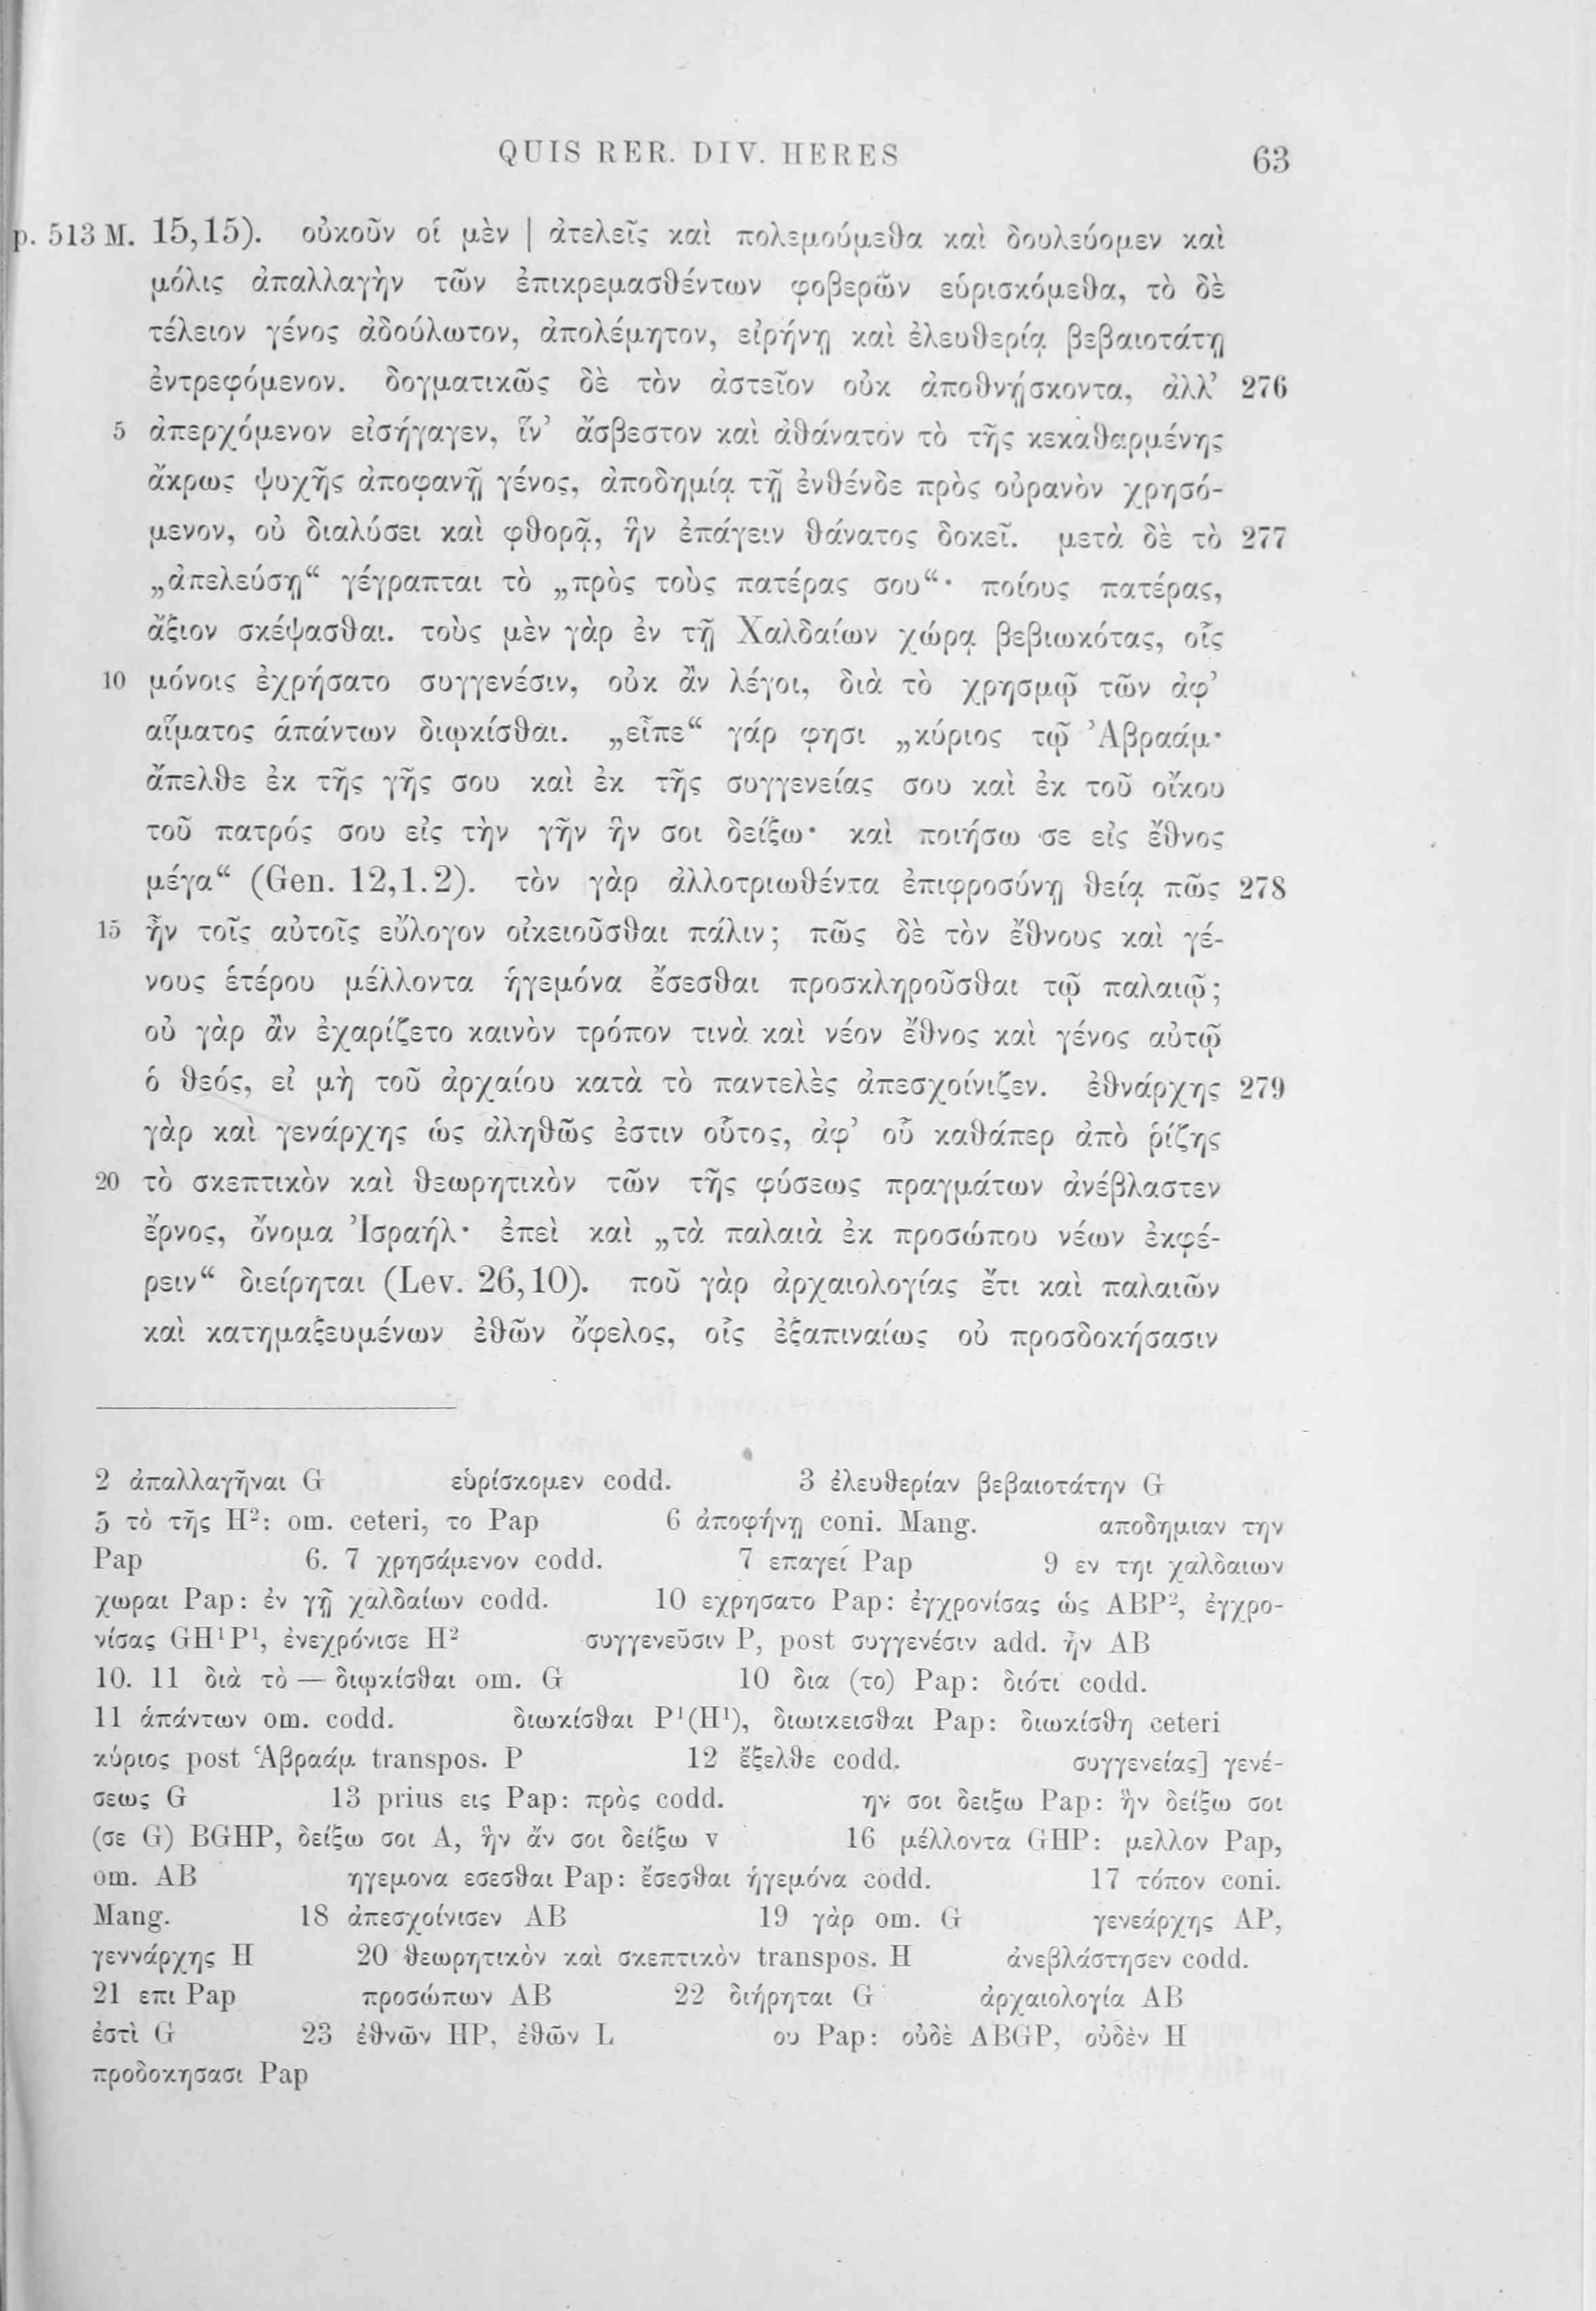 QUIS RER. DIV. HERES 63
p. 513 M. 15,15). οὐκοῦν οἱ μὲν | ἀτελεῖς καὶ πολεμούμεθα καὶ δουλεύομεν καὶ
μόλις ἀπαλλαγὴν τῶν ἐπικρεμασθέντων φοβερῶν εὑρισκόμεθα, τὸ δὲ
τέλειον γένος ἀδούλωτον, ἀπολέμητον, εἰρήνῃ καὶ ἐλευθερίᾳ βεβαιοτάτῃ
ἐντρεφόμενον. δογματικῶς δὲ τὸν ἀστεῖον οὐκ ἀποθνῄσκοντα, ἀλλ’ 276
5 ἀπερχόμενον εἰσήγαγεν, ἵν’ ἄσβεστον καὶ ἀθάνατον τὸ τῆς κεκαθαρμένης
ἄκρως ψυχῆς ἀποφανῇ γένος, ἀποδημίᾳ τῇ ἐνθένδε πρὸς οὐρανὸν χρησό-
μενον, οὐ διαλύσει καὶ φθορᾷ, ἣν ἐπάγειν θάνατος δοκεῖ. μετὰ δὲ τὸ 277
„ἀπελεύσῃ“ γέγραπται τὸ „πρὸς τοὺς πατέρας σου“· ποίους πατέρας,
ἄξιον σκέψασθαι. τοὺς μὲν γὰρ ἐν τῇ Χαλδαίων χώρᾳ βεβιωκότας, οἷς
10 μόνοις ἐχρήσατο συγγενέσιν, οὐκ ἂν λέγοι, διὰ τὸ χρησμῷ τῶν ἀφ’
αἵματος ἁπάντων διῳκίσθαι. „εἶπε“ γάρ φησι „κύριος τῷ Ἀβραάμ·
ἄπελθε ἐκ τῆς γῆς σου καὶ ἐκ τῆς συγγενείας σου καὶ ἐκ τοῦ οἴκου
τοῦ πατρός σου εἰς τὴν γῆν ἣν σοι δείξω· καὶ ποιήσω σε εἰς ἔθνος
μέγα“ (Gen. 12,1.2). τὸν γὰρ ἀλλοτριωθέντα ἐπιφροσύνῃ θείᾳ πῶς 278
15 ἦν τοῖς αὐτοῖς εὔλογον οἰκειοῦσθαι πάλιν; πῶς δὲ τὸν ἔθνους καὶ γέ-
νους ἑτέρου μέλλοντα ἡγεμόνα ἔσεσθαι προσκληροῦσθαι τῷ παλαιῷ;
οὐ γὰρ ἂν ἐχαρίζετο καινὸν τρόπον τινὰ καὶ νέον ἔθνος καὶ γένος αὐτῷ
ὁ θεός, εἰ μὴ τοῦ ἀρχαίου κατὰ τὸ παντελὲς ἀπεσχοίνιζεν. ἐθνάρχης 279
γὰρ καὶ γενάρχης ὡς ἀληθῶς ἐστιν οὗτος, ἀφ’ οὗ καθάπερ ἀπὸ ῥίζης
20 τὸ σκεπτικὸν καὶ θεωρητικὸν τῶν τῆς φύσεως πραγμάτων ἀνέβλαστεν
ἔρνος, ὄνομα Ἰσραήλ· ἐπεὶ καὶ „τὰ παλαιὰ ἐκ προσώπου νέων ἐκφέ-
ρειν“ διείρηται (Lev. 26,10). ποῦ γὰρ ἀρχαιολογίας ἔτι καὶ παλαιῶν
καὶ κατημαξευμένων ἐθῶν ὄφελος, οἷς ἐξαπιναίως οὐ προσδοκήσασιν
2 ἀπαλλαγῆναι G εὑρίσκομεν codd. 3 ἐλευθερίαν βεβαιοτάτην G
5 τὸ τῆς H²: om. ceteri, το Pap 6 ἀποφήνῃ coni. Mang. αποδημιαν την
Pap 6. 7 χρησάμενον codd. 7 επαγεί Pap 9 εν τηι χαλδαιων
χωραι Pap: ἐν γῇ χαλδαίων codd. 10 εχρησατο Pap: ἐγχρονίσας ὡς ABP², ἐγχρο-
νίσας GH¹P¹, ἐνεχρόνισε H² συγγενεῦσιν P, post συγγενέσιν add. ἦν AB
10. 11 διὰ τὸ — διῳκίσθαι om. G 10 δια (το) Pap: διότι codd.
11 ἁπάντων om. codd. διωκίσθαι P¹(H¹), διωικεισθαι Pap: διωκίσθη ceteri
κύριος post Ἁβραάμ transpos. P 12 ἔξελθε codd. συγγενείας] γενέ-
σεως G 13 prius εις Pap: πρὸς codd. ην σοι δειξω Pap: ἣν δείξω σοι
(σε G) BGHP, δείξω σοι A, ἣν ἄν σοι δείξω v 16 μέλλοντα GHP: μελλον Pap,
om. AB ηγεμονα εσεσθαι Pap: ἔσεσθαι ἡγεμόνα codd. 17 τόπον coni.
Mang. 18 ἀπεσχοίνισεν AB 19 γὰρ om. G γενεάρχης AP,
γεννάρχης H 20 θεωρητικὸν καὶ σκεπτικὸν transpos. H ἀνεβλάστησεν codd.
21 επι Pap προσώπων AB 22 διήρηται G ἀρχαιολογία AB
ἐστὶ G 23 ἐθνῶν HP, ἐθῶν L ου Pap: οὐδὲ ABGP, οὐδὲν H
προδοκησασι Pap